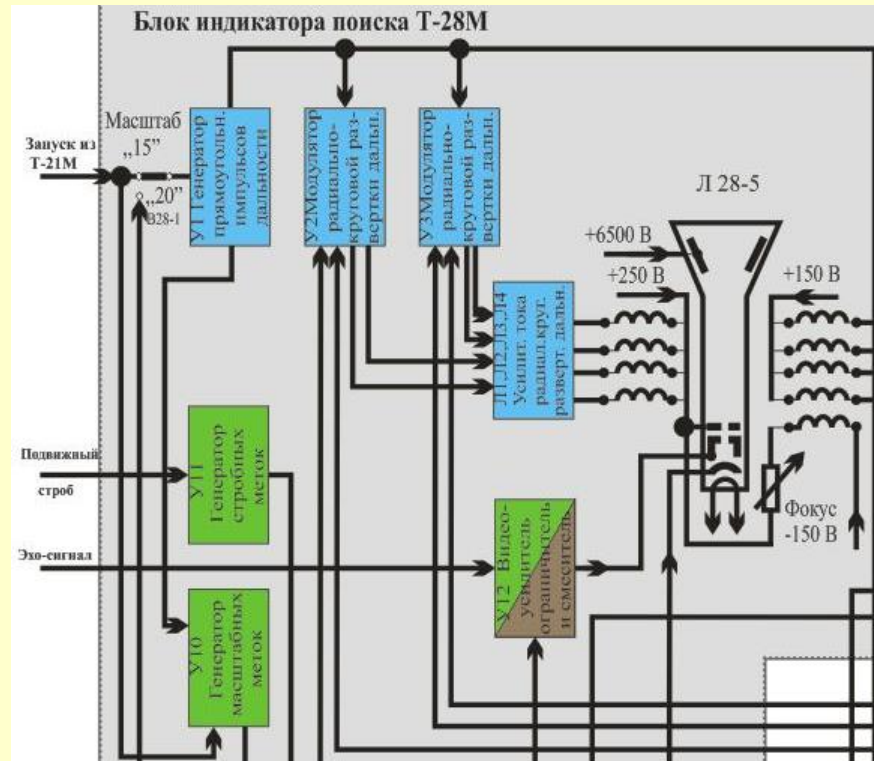 Блок индикатора поиска Т-28М
Запуск из
Т-21М
Масштаб
„15”
„20”
В28-1
У1 Генератор
прямоугольн.
импульсов
дальности
У2Модулятор
радиально-
круговой раз-
вертки дальн.
У3Модулятор
радиально-
круговой раз-
вертки дальн.
Л 28-5
+6500 В
+250 В
+150 В
Л1,Л2,Л3,Л4
Усилит. тока
радиал.круг.
разверт. дальн.
Подвижный
строб
У11
Генератор
стробных
меток
Фокус
-150 В
Эхо-сигнал
У12 Видео-
усилитель
ограничитель
и смеситель
У10
Генератор
масштабных
меток